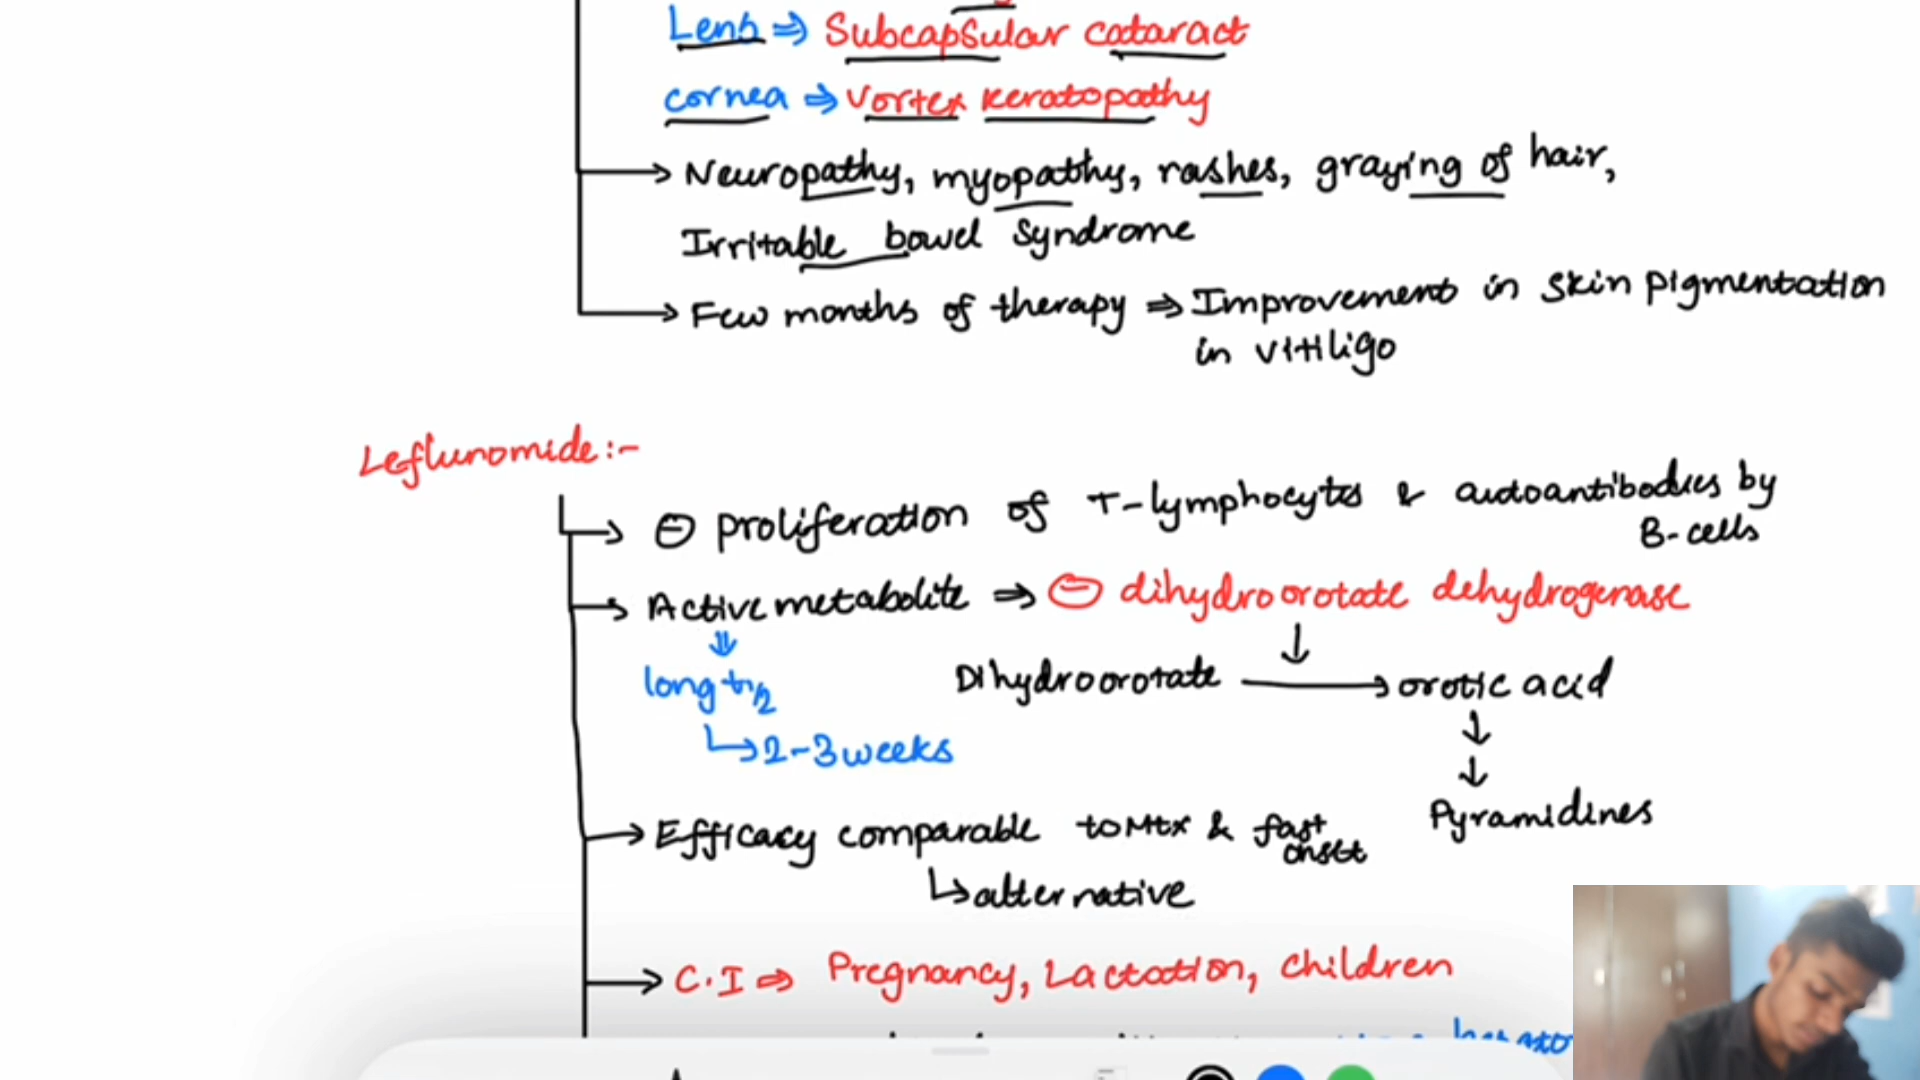 Lens ⇒ Subcapsular cataract
cornea ⇒ Vortex keratopathy
Neuropathy, myopathy, rashes, graying of hair,
Irritable bowel Syndrome
Few months of therapy ⇒ Improvement in skin pigmentation
in vitiligo
Leflunomide:-
⊖ proliferation of T-lymphocytes & autoantibodies by
B-cells
Active metabolite ⇒ ⊖ dihydroorotate dehydrogenase
long t1/2
Dihydroorotate → orotic acid
2-3 weeks
Pyramidines
Efficacy comparable to Mtx & fast
onset
alternative
C.I ⇒ Pregnancy, Lactation, children